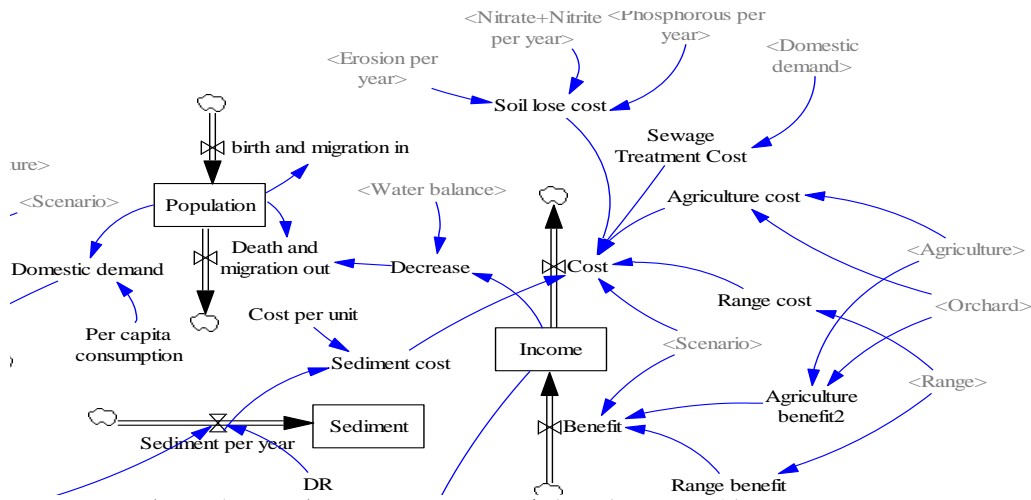 <Nitrate+Nitrite
per year>
<Phosphorous per
year>
<Domestic
demand>
<Erosion per
year>
Soil lose cost
Sewage
Treatment Cost
birth and migration in
ure>
<Scenario>
Population
<Water balance>
Agriculture cost
Death and
migration out
Domestic demand
Decrease
Cost
<Agriculture>
Range cost
<Orchard>
Cost per unit
Per capita
consumption
Income
<Scenario>
Sediment cost
<Range>
Agriculture
benefit2
Sediment per year
Sediment
Benefit
DR
Range benefit